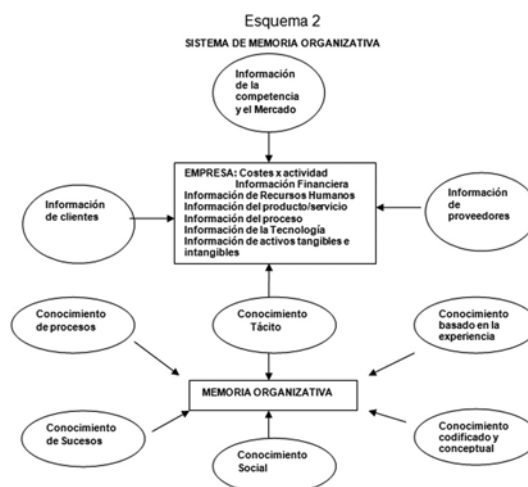 Esquema 2
SISTEMA DE MEMORIA ORGANIZATIVA
Información
de la
competencia
y el Mercado
EMPRESA: Costes x actividad
Información Financiera
Información de Recursos Humanos
Información del producto/servicio
Información del proceso
Información de la Tecnología
Información de activos tangibles e
intangibles
Información
de clientes
Información
de
proveedores
Conocimiento
de procesos
Conocimiento
Tácito
Conocimiento
basado en la
experiencia
MEMORIA ORGANIZATIVA
Conocimiento
de Sucesos
Conocimiento
Social
Conocimiento
codificado y
conceptual